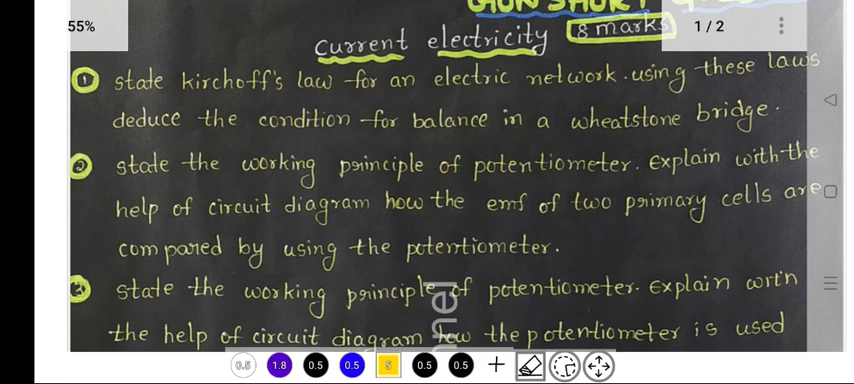 55%
1 / 2
Current electricity 8 marks
1 state kirchoff's law for an electric network. using these laws
deduce the condition for balance in a wheatstone bridge.
2 state the working principle of potentiometer. Explain with the
help of circuit diagram how the emf of two primary cells are
compared by using the potentiometer.
3 state the working principle of potentiometer. Explain with
the help of circuit diagram how the potentiometer is used
0.5 1.8 0.5 0.5 5 0.5 0.5